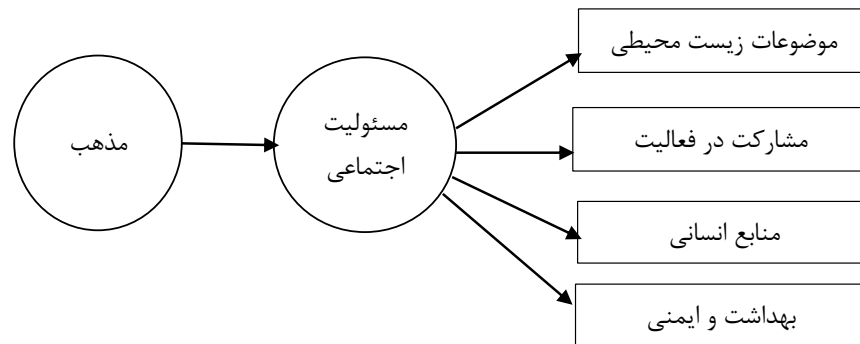 موضوعات زیست محیطی
مشارکت در فعالیت
مذهب
مسئولیت
اجتماعی
منابع انسانی
بهداشت و ایمنی